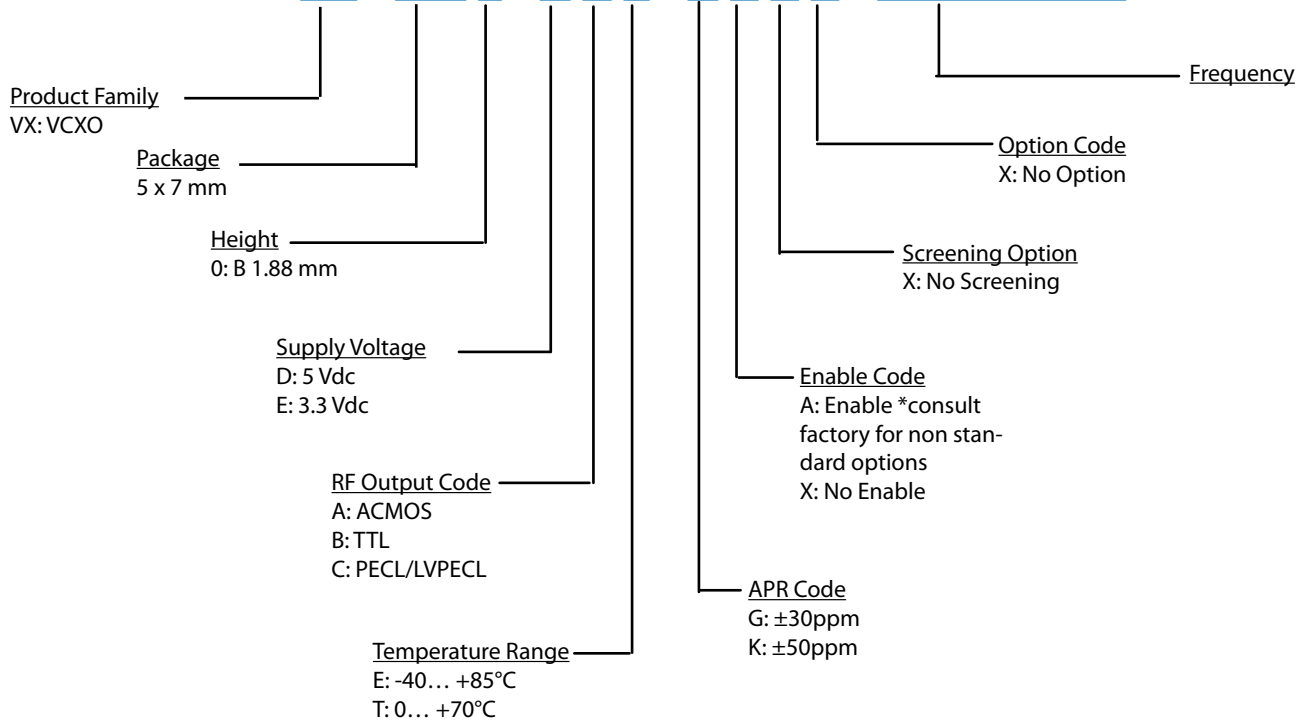 Frequency
Product Family
VX: VCXO
Option Code
X: No Option
Package
5 x 7 mm
Height
0: B 1.88 mm
Screening Option
X: No Screening
Supply Voltage
D: 5 Vdc
E: 3.3 Vdc
Enable Code
A: Enable *consult
factory for non stan-
dard options
X: No Enable
RF Output Code
A: ACMOS
B: TTL
C: PECL/LVPECL
APR Code
G: ±30ppm
K: ±50ppm
Temperature Range
E: -40… +85°C
T: 0… +70°C